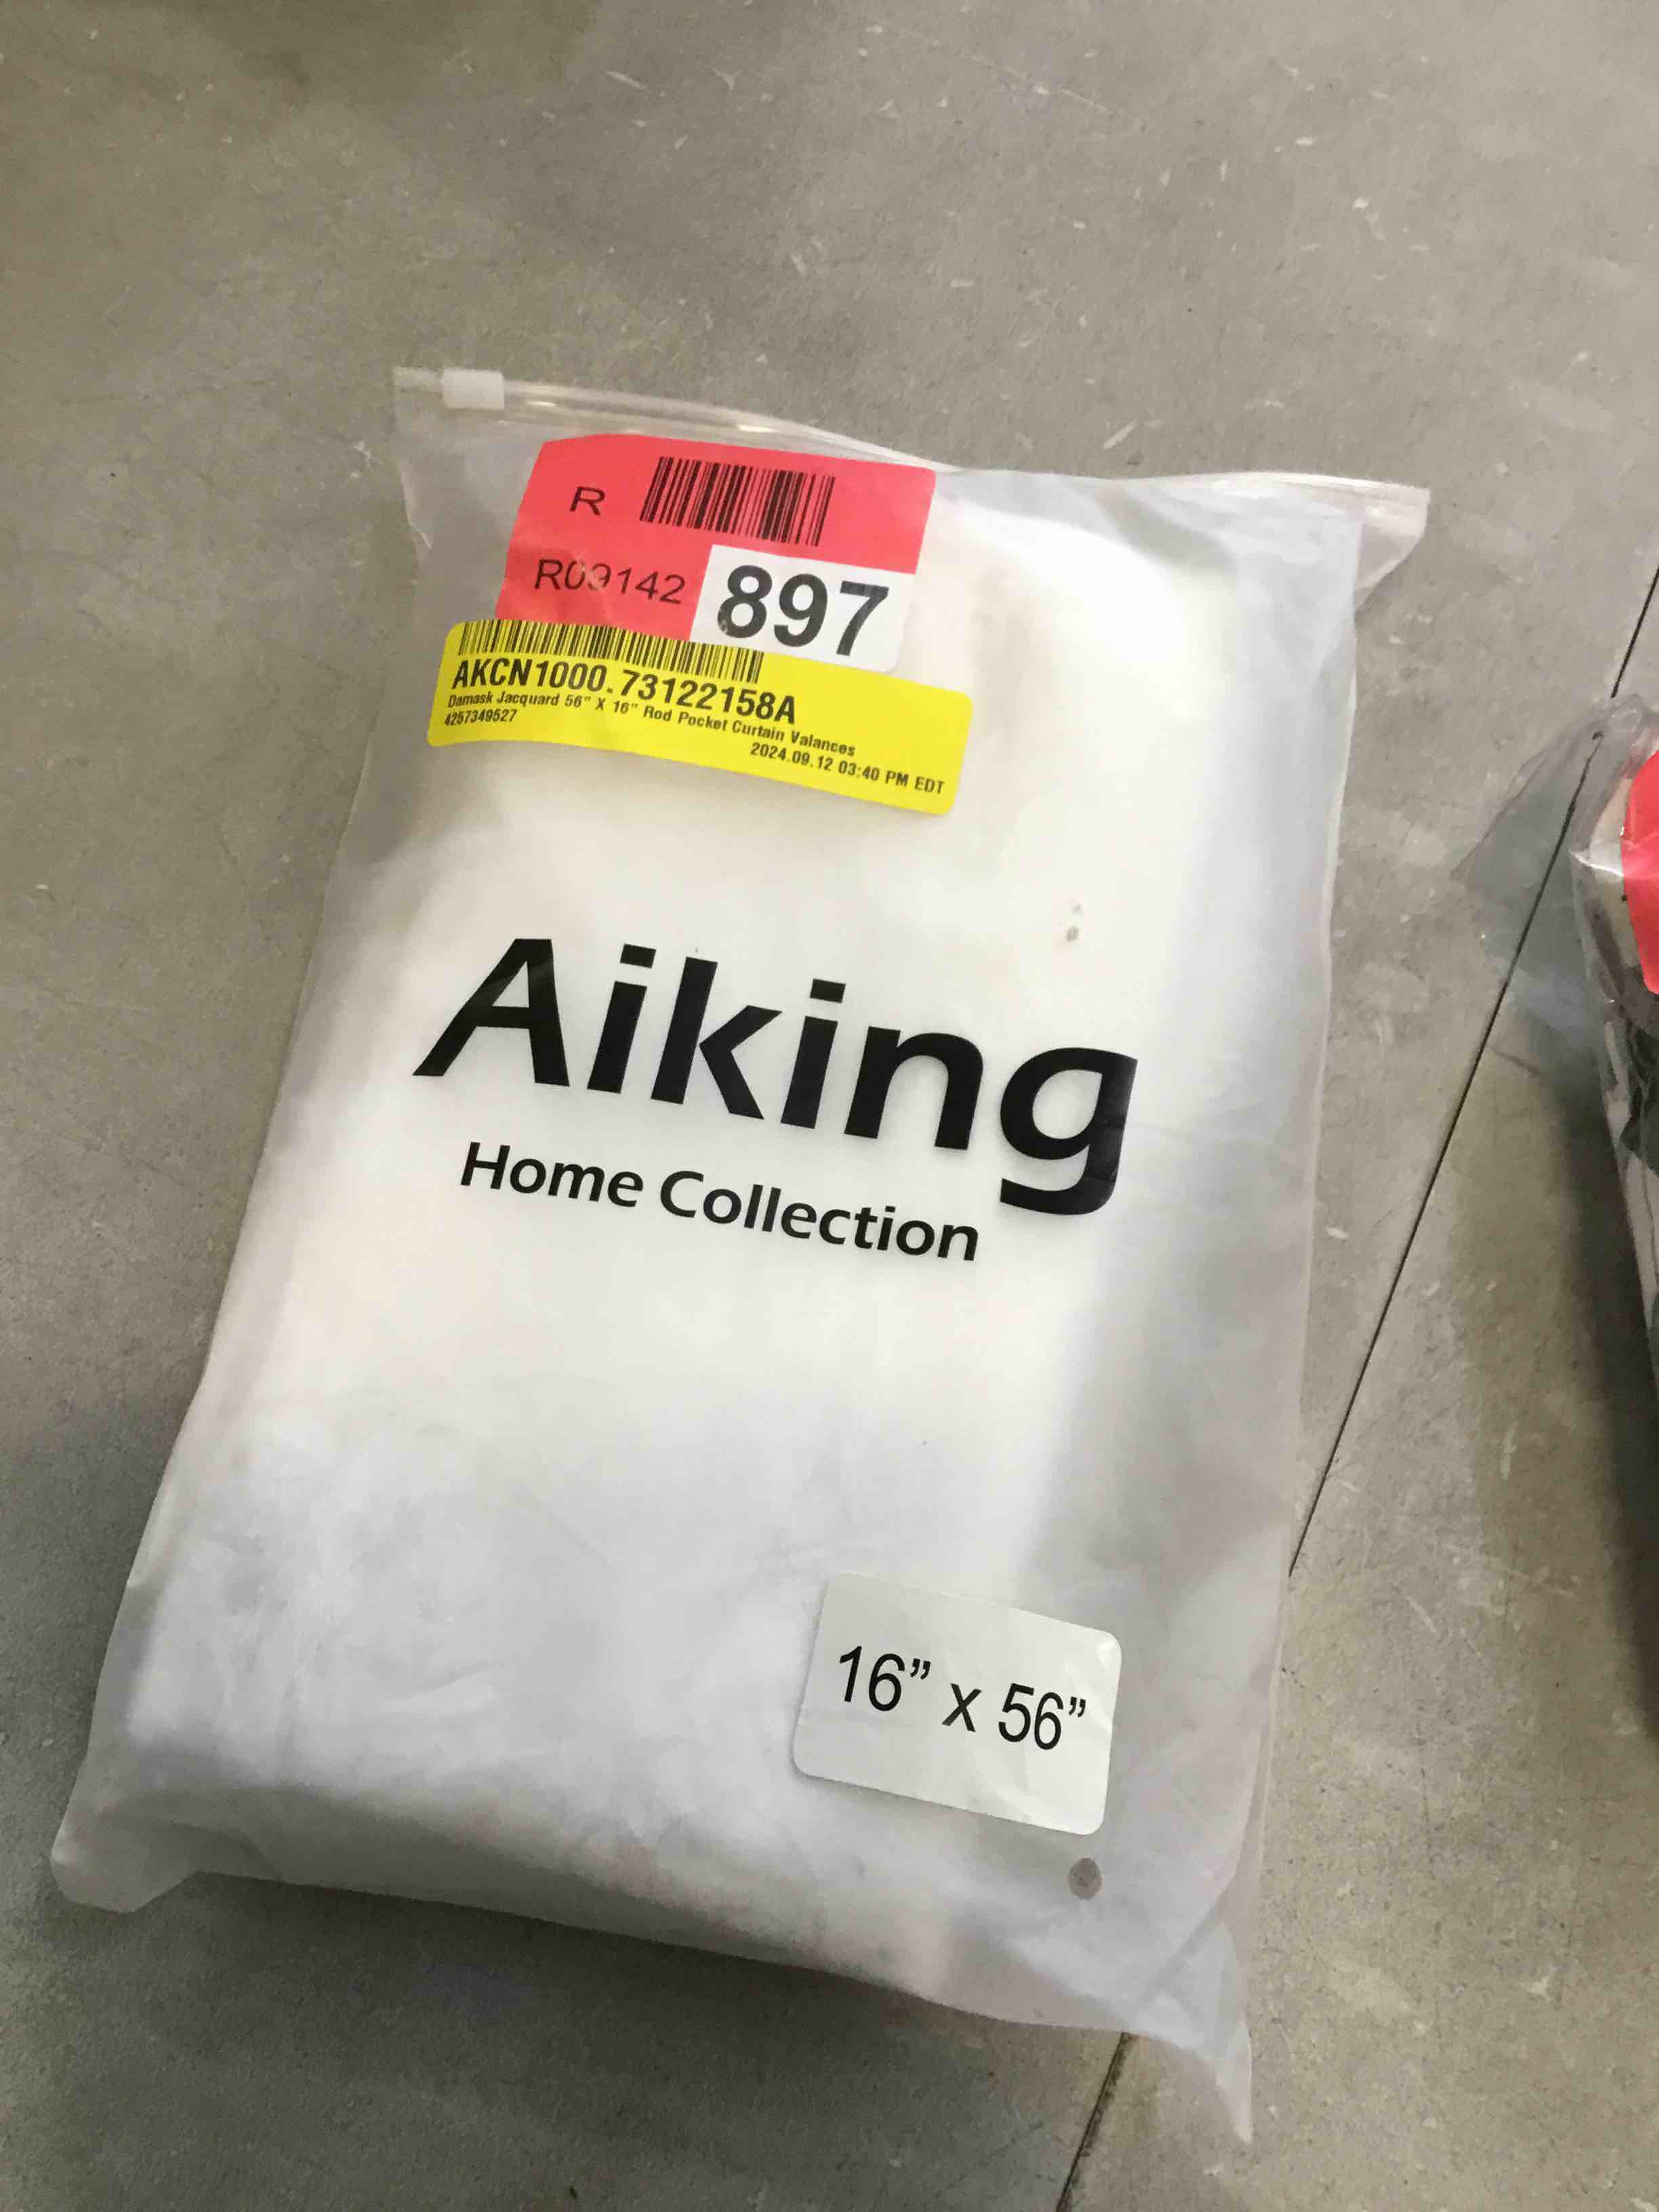 R
R09142 897
AKCN1000.73122158A
Damask Jacquard 56" X 16" Rod Pocket Curtain Valances
4257349527
2024.09.12 03:40 PM EDT
Aiking
Home Collection
16” x 56”